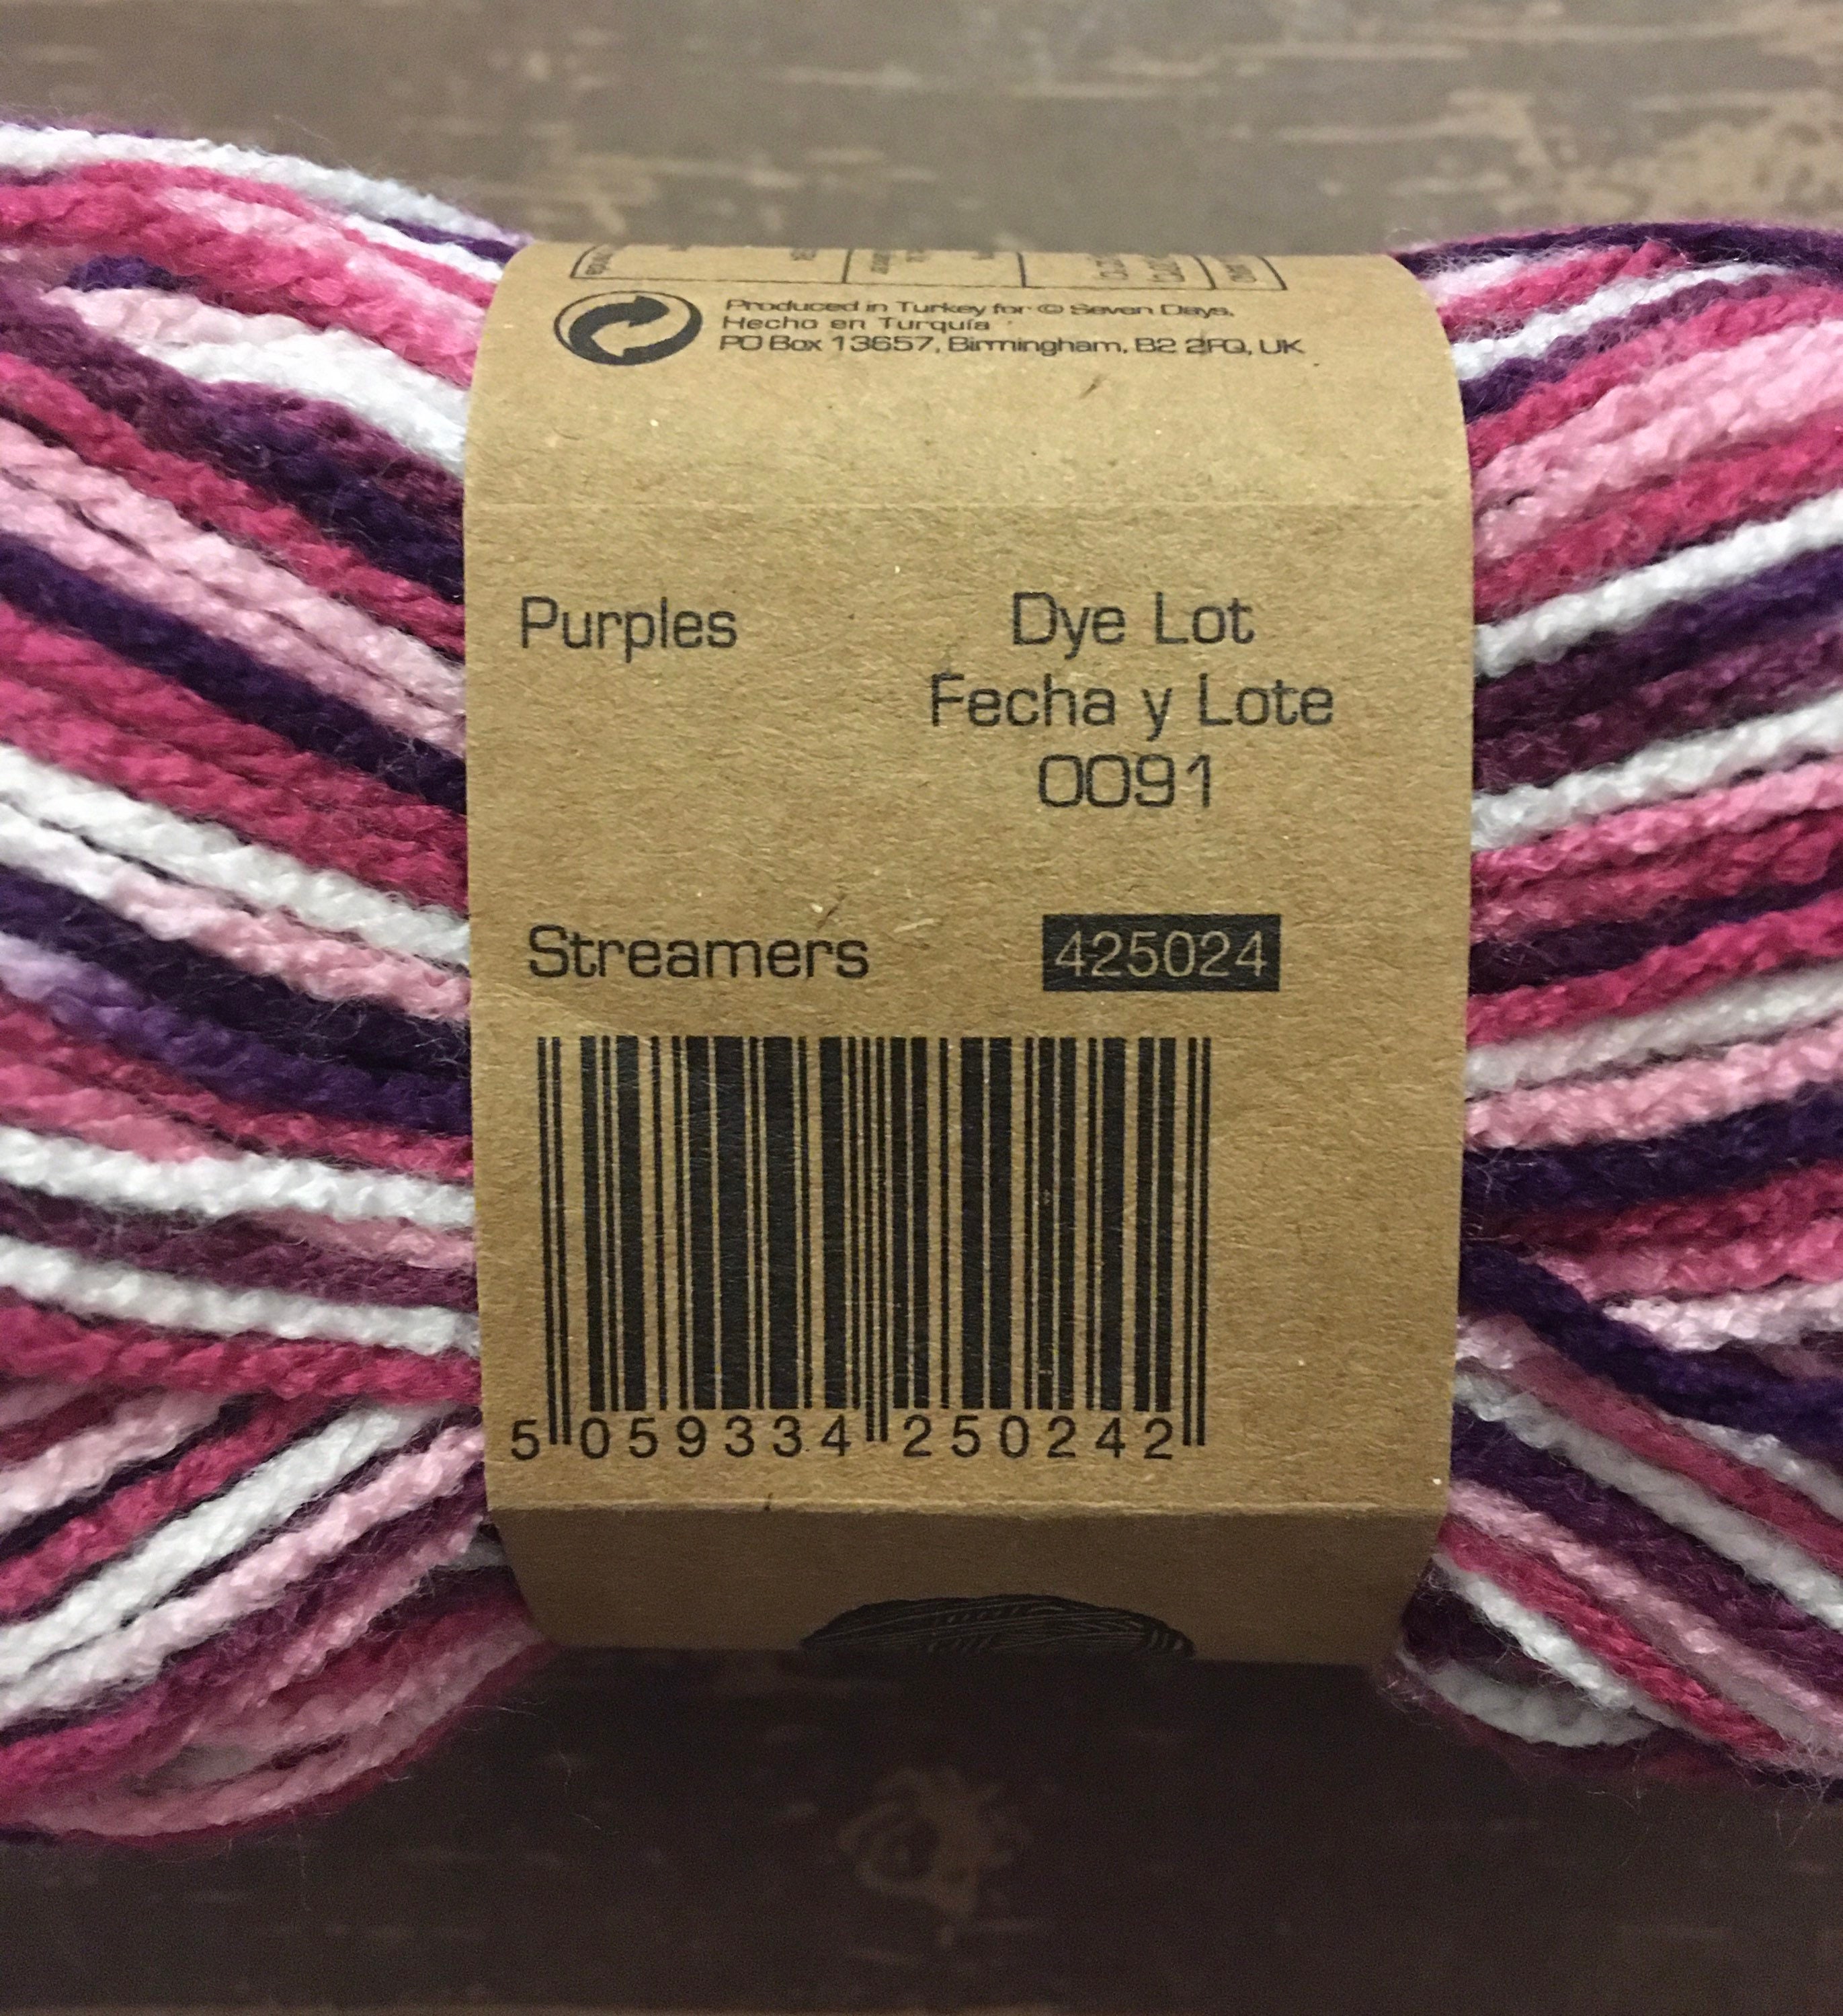 Produced in Turkey for © Seven Days,
Hecho en Turquía
PO Box 13657, Birmingham, B2 2FQ, UK
Purples
Dye Lot
Fecha y Lote
0091
Streamers
425024
5 059334 250242